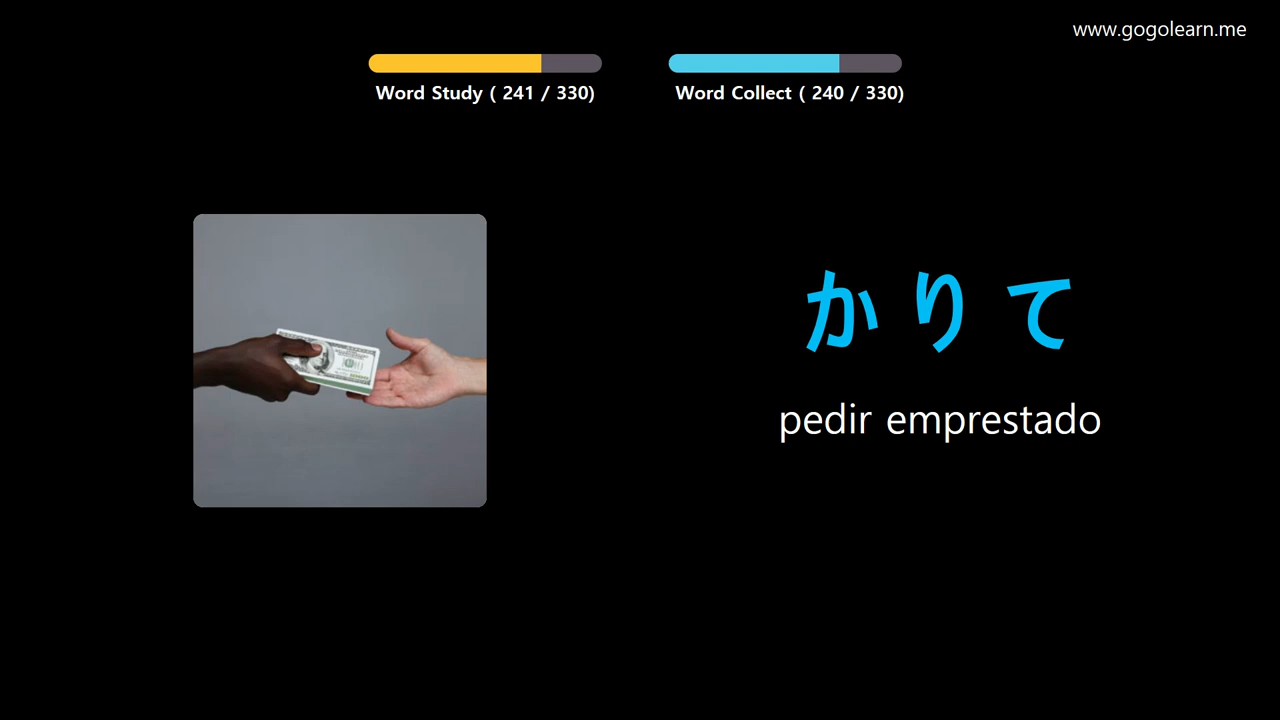 www.gogolearn.me
Word Study ( 241 / 330)
Word Collect ( 240 / 330)
かりて
pedir emprestado